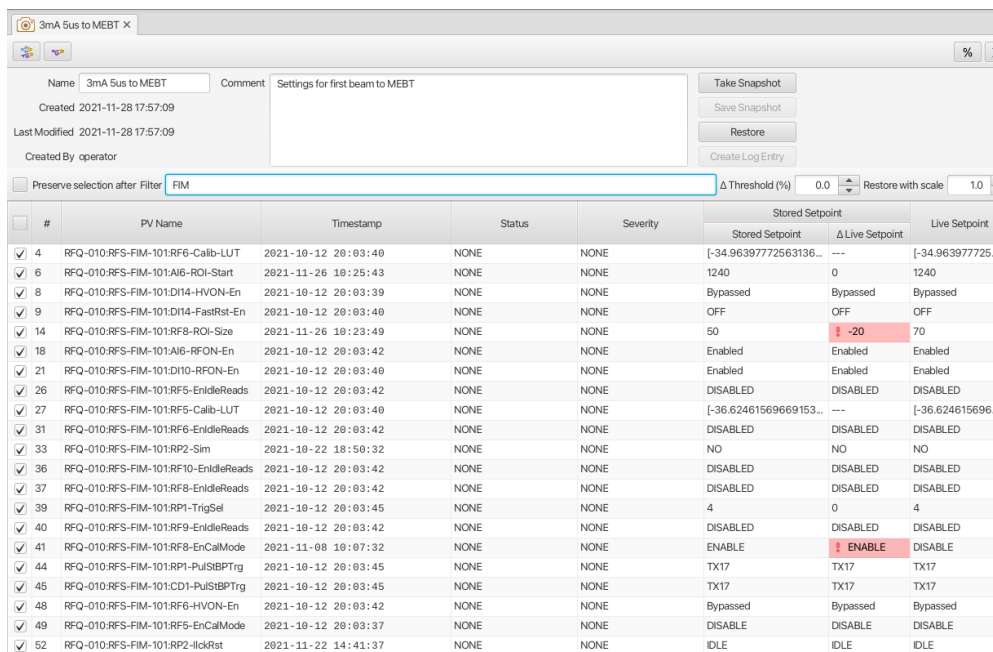 3mA 5us to MEBT ×
%
Name 3mA 5us to MEBT Comment Settings for first beam to MEBT Take Snapshot
Created 2021-11-28 17:57:09 Save Snapshot
Last Modified 2021-11-28 17:57:09 Restore
Created By operator Create Log Entry
Preserve selection after Filter FIM Δ Threshold (%) 0.0 Restore with scale 1.0
# PV Name Timestamp Status Severity Stored Setpoint Live Setpoint
Stored Setpoint Δ Live Setpoint
4 RFQ-010:RFS-FIM-101:RF6-Calib-LUT 2021-10-12 20:03:40 NONE NONE [-34.96397772563136... --- [-34.963977725.
6 RFQ-010:RFS-FIM-101:AI6-ROI-Start 2021-11-26 10:25:43 NONE NONE 1240 0 1240
8 RFQ-010:RFS-FIM-101:DI14-HVON-En 2021-10-12 20:03:39 NONE NONE Bypassed Bypassed Bypassed
9 RFQ-010:RFS-FIM-101:DI14-FastRst-En 2021-10-12 20:03:40 NONE NONE OFF OFF OFF
14 RFQ-010:RFS-FIM-101:RF8-ROI-Size 2021-11-26 10:23:49 NONE NONE 50 ! -20 70
18 RFQ-010:RFS-FIM-101:AI6-RFON-En 2021-10-12 20:03:42 NONE NONE Enabled Enabled Enabled
21 RFQ-010:RFS-FIM-101:DI10-RFON-En 2021-10-12 20:03:40 NONE NONE Enabled Enabled Enabled
26 RFQ-010:RFS-FIM-101:RF5-EnIdleReads 2021-10-12 20:03:42 NONE NONE DISABLED DISABLED DISABLED
27 RFQ-010:RFS-FIM-101:RF5-Calib-LUT 2021-10-12 20:03:40 NONE NONE [-36.62461569669153... --- [-36.624615696.
31 RFQ-010:RFS-FIM-101:RF6-EnIdleReads 2021-10-12 20:03:42 NONE NONE DISABLED DISABLED DISABLED
33 RFQ-010:RFS-FIM-101:RP2-Sim 2021-10-22 18:50:32 NONE NONE NO NO NO
36 RFQ-010:RFS-FIM-101:RF10-EnIdleReads 2021-10-12 20:03:42 NONE NONE DISABLED DISABLED DISABLED
37 RFQ-010:RFS-FIM-101:RF8-EnIdleReads 2021-10-12 20:03:42 NONE NONE DISABLED DISABLED DISABLED
39 RFQ-010:RFS-FIM-101:RP1-TrigSel 2021-10-12 20:03:45 NONE NONE 4 0 4
40 RFQ-010:RFS-FIM-101:RF9-EnIdleReads 2021-10-12 20:03:42 NONE NONE DISABLED DISABLED DISABLED
41 RFQ-010:RFS-FIM-101:RF8-EnCalMode 2021-11-08 10:07:32 NONE NONE ENABLE ! ENABLE DISABLE
44 RFQ-010:RFS-FIM-101:RP1-PulStBPTrg 2021-10-12 20:03:45 NONE NONE TX17 TX17 TX17
45 RFQ-010:RFS-FIM-101:CD1-PulStBPTrg 2021-10-12 20:03:45 NONE NONE TX17 TX17 TX17
48 RFQ-010:RFS-FIM-101:RF6-HVON-En 2021-10-12 20:03:42 NONE NONE Bypassed Bypassed Bypassed
49 RFQ-010:RFS-FIM-101:RF5-EnCalMode 2021-10-12 20:03:37 NONE NONE DISABLE DISABLE DISABLE
52 RFQ-010:RFS-FIM-101:RP2-IlckRst 2021-11-22 14:41:37 NONE NONE IDLE IDLE IDLE